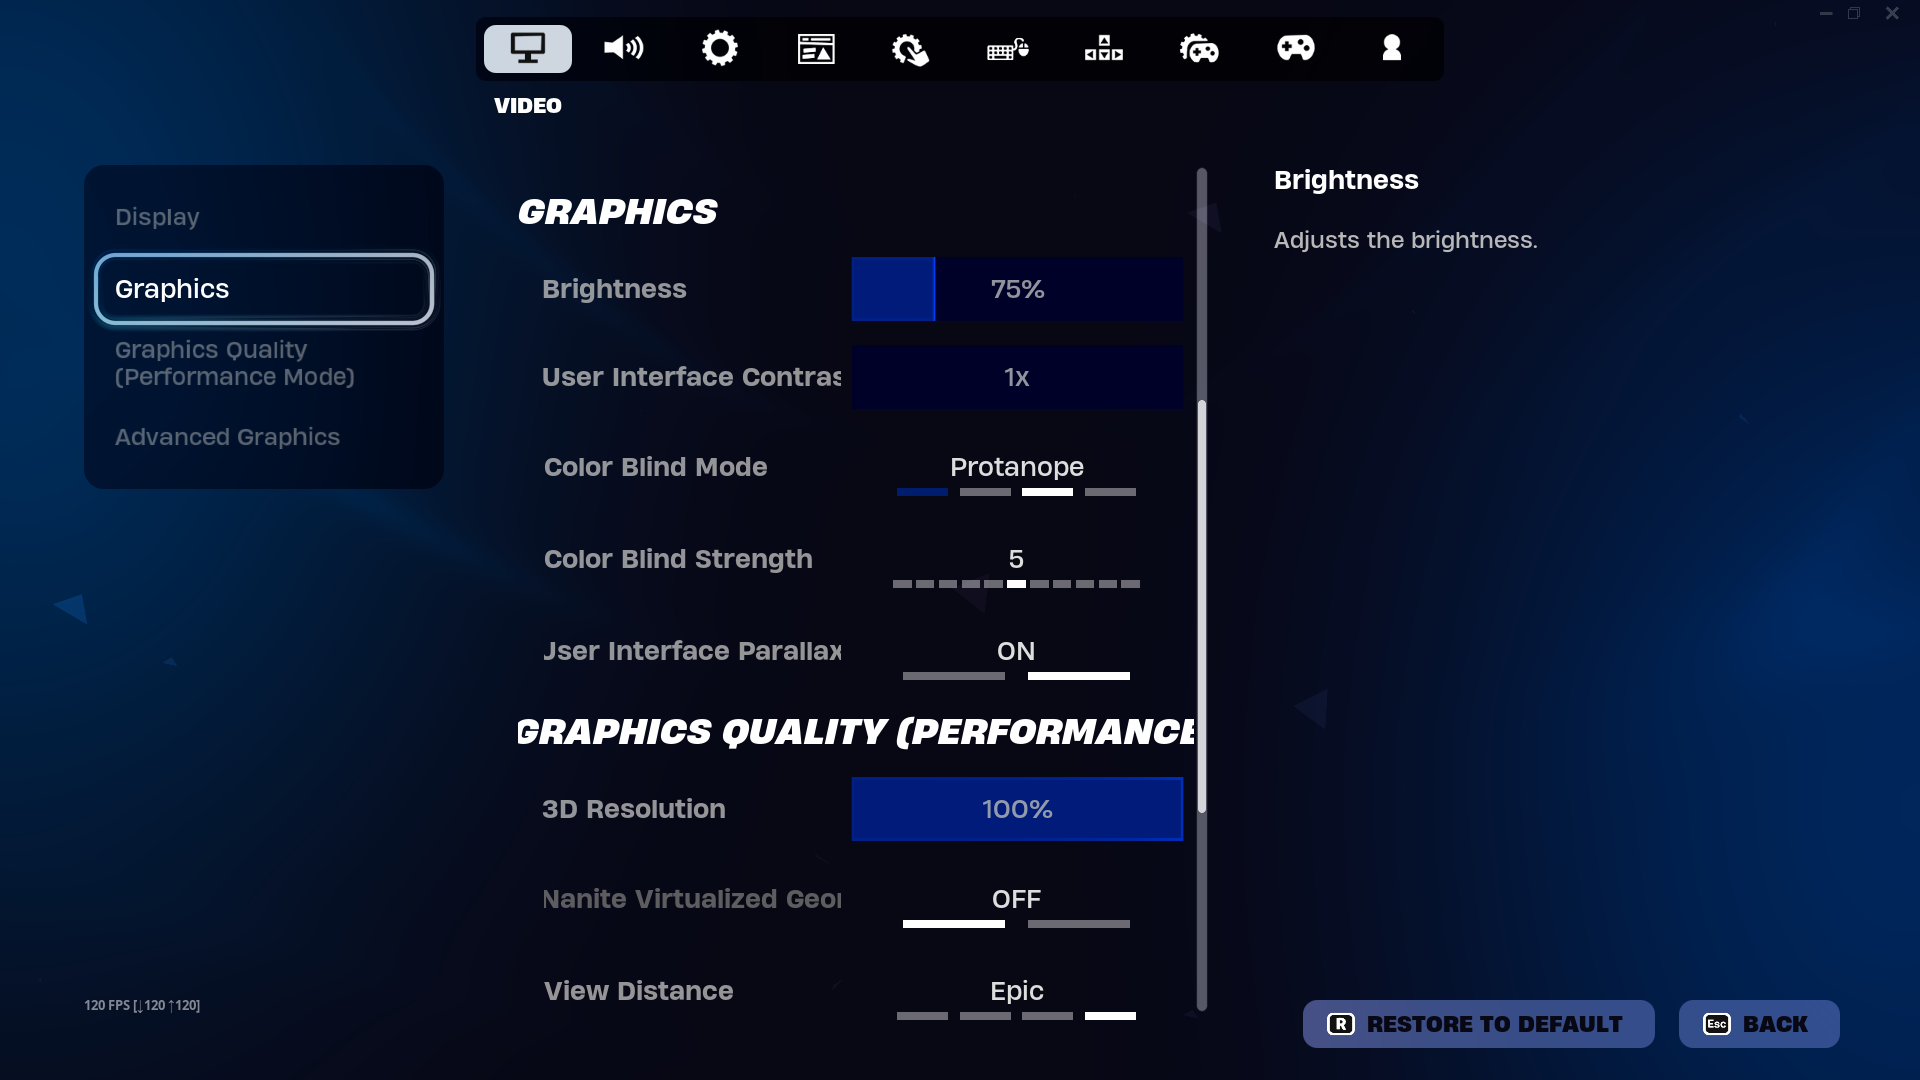 VIDEO
Display
Graphics
Graphics Quality
(Performance Mode)
Advanced Graphics
GRAPHICS
Brightness 75%
User Interface Contras 1x
Color Blind Mode Protanope
Color Blind Strength 5
User Interface Parallax ON
GRAPHICS QUALITY (PERFORMANCE
3D Resolution 100%
Nanite Virtualized Geo OFF
View Distance Epic
Brightness
Adjusts the brightness.
120 FPS [↓120 ↑120]
R RESTORE TO DEFAULT
Esc BACK